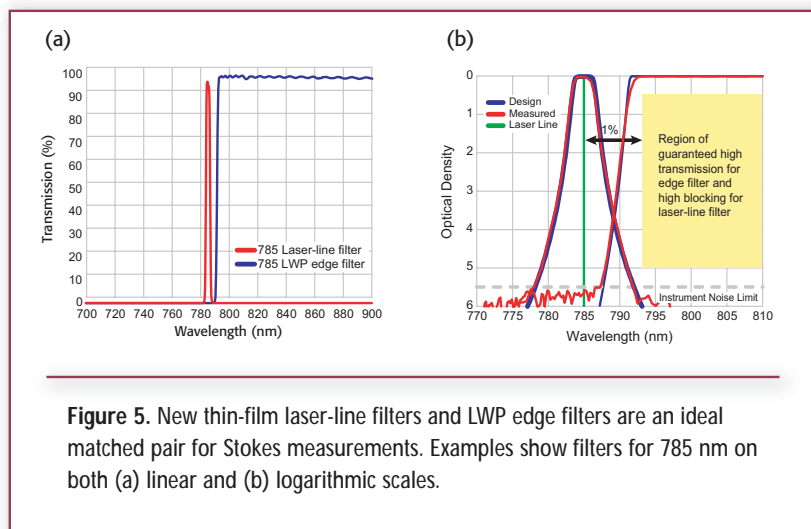 (a)
100
90
80
70
60
50
40
30
20
10
0
Transmission (%)
785 Laser-line filter
785 LWP edge filter
700 720 740 760 780 800 820 840 860 880 900
Wavelength (nm)
(b)
0
1
2
3
4
5
6
Optical Density
Design
Measured
Laser Line
1%
Region of
guaranteed high
transmission for
edge filter and
high blocking for
laser-line filter
Instrument Noise Limit
770 775 780 785 790 795 800 805 810
Wavelength (nm)
Figure 5. New thin-film laser-line filters and LWP edge filters are an ideal
matched pair for Stokes measurements. Examples show filters for 785 nm on
both (a) linear and (b) logarithmic scales.